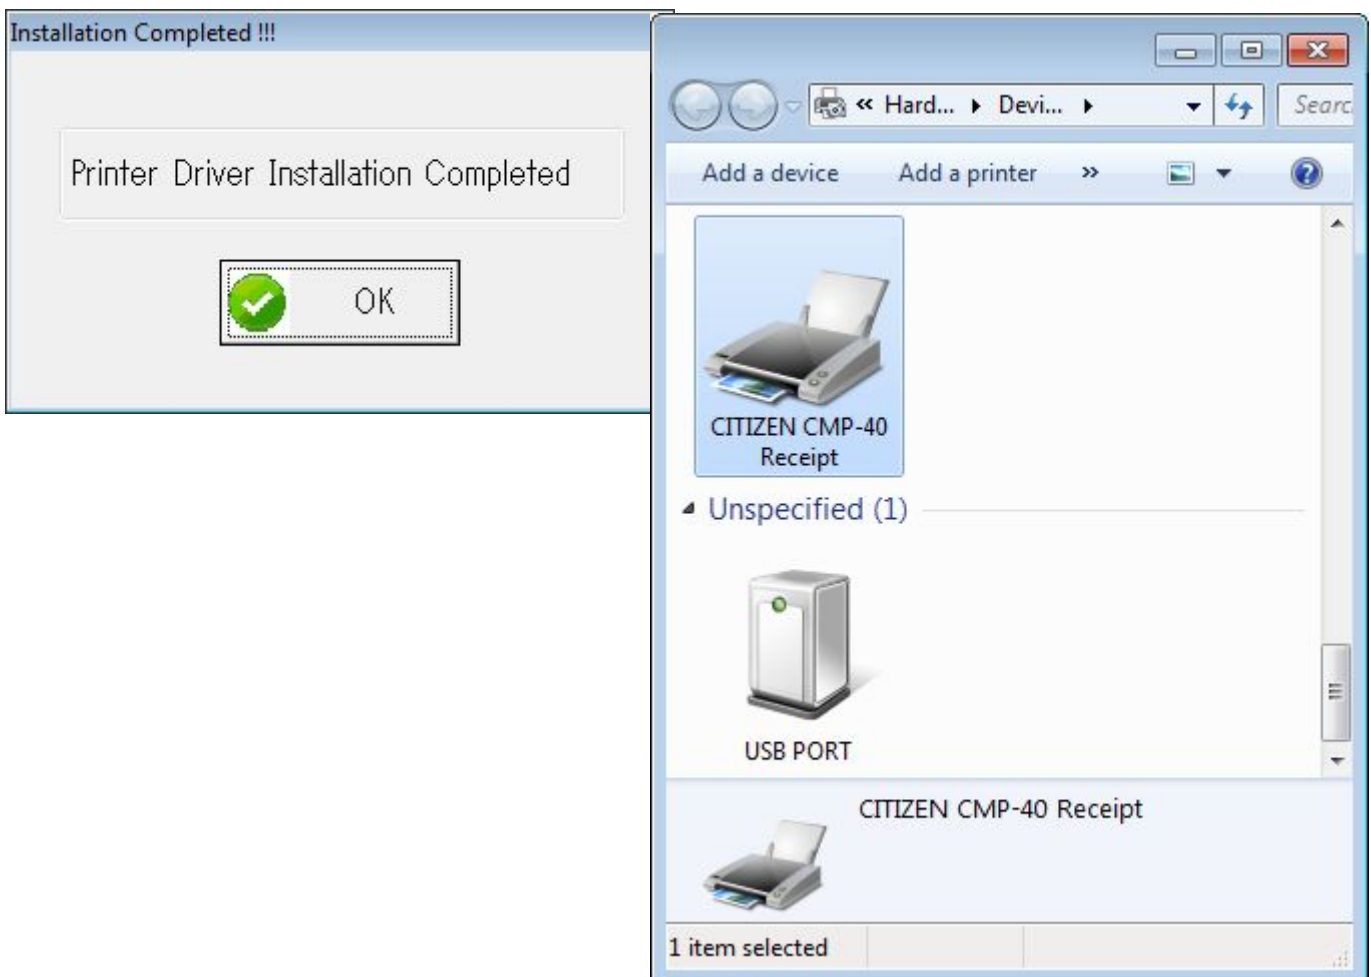 Installation Completed !!!
Printer Driver Installation Completed
OK
« Hard... ▸ Devi... ▸
Searc
Add a device Add a printer »
CITIZEN CMP-40
Receipt
Unspecified (1)
USB PORT
CITIZEN CMP-40 Receipt
1 item selected